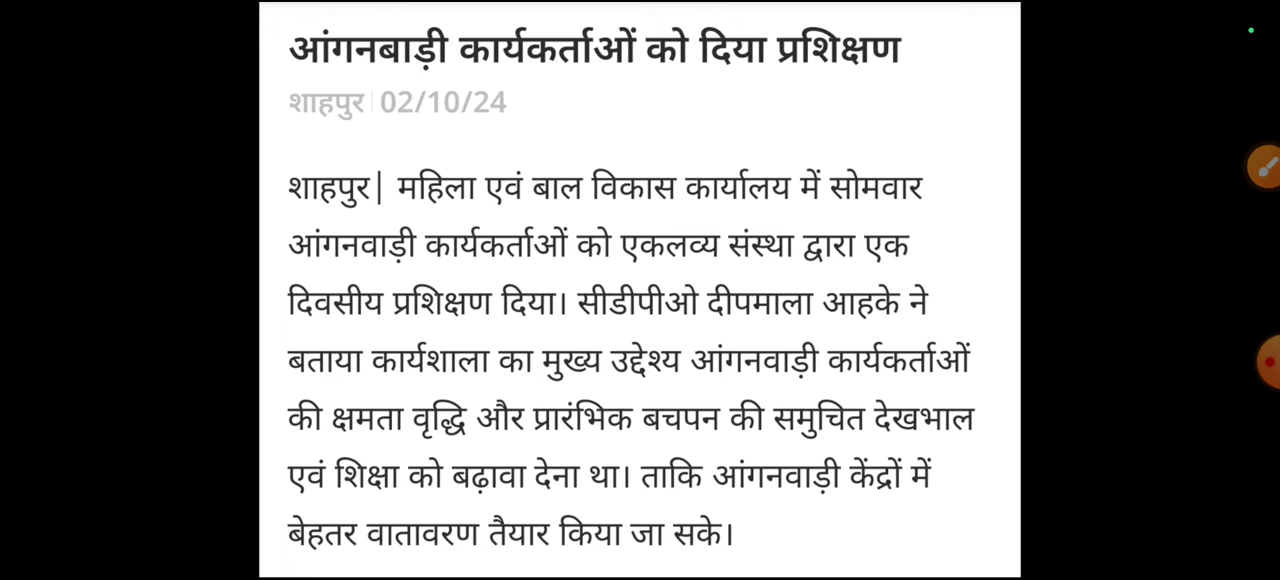 आंगनबाड़ी कार्यकर्ताओं को दिया प्रशिक्षण
शाहपुर | 02/10/24
शाहपुर| महिला एवं बाल विकास कार्यालय में सोमवार
आंगनवाड़ी कार्यकर्ताओं को एकलव्य संस्था द्वारा एक
दिवसीय प्रशिक्षण दिया। सीडीपीओ दीपमाला आहके ने
बताया कार्यशाला का मुख्य उद्देश्य आंगनवाड़ी कार्यकर्ताओं
की क्षमता वृद्धि और प्रारंभिक बचपन की समुचित देखभाल
एवं शिक्षा को बढ़ावा देना था। ताकि आंगनवाड़ी केंद्रों में
बेहतर वातावरण तैयार किया जा सके।